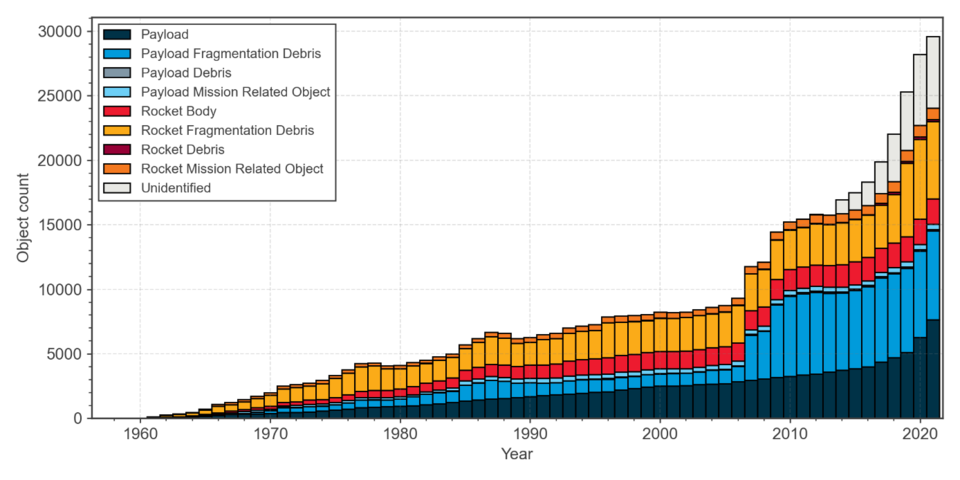 30000
25000
20000
15000
10000
5000
0
Object count
Payload
Payload Fragmentation Debris
Payload Debris
Payload Mission Related Object
Rocket Body
Rocket Fragmentation Debris
Rocket Debris
Rocket Mission Related Object
Unidentified
1960 1970 1980 1990 2000 2010 2020
Year